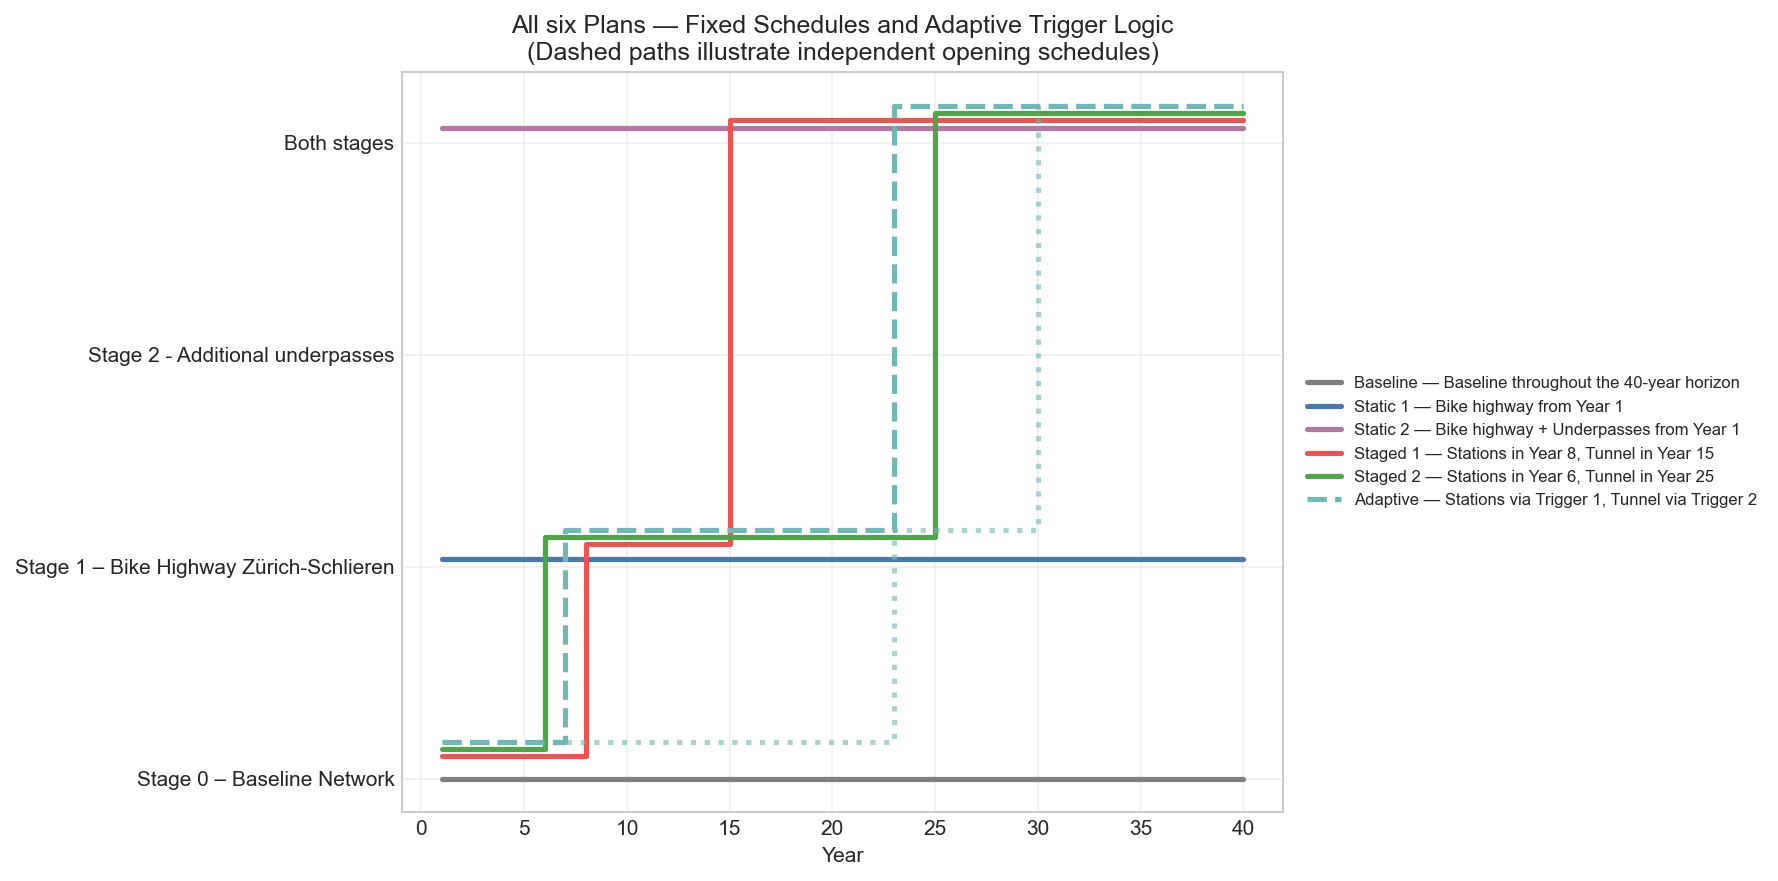 All six Plans — Fixed Schedules and Adaptive Trigger Logic
(Dashed paths illustrate independent opening schedules)
Both stages
Stage 2 - Additional underpasses
Stage 1 – Bike Highway Zürich-Schlieren
Stage 0 – Baseline Network
0 5 10 15 20 25 30 35 40
Year
Baseline — Baseline throughout the 40-year horizon
Static 1 — Bike highway from Year 1
Static 2 — Bike highway + Underpasses from Year 1
Staged 1 — Stations in Year 8, Tunnel in Year 15
Staged 2 — Stations in Year 6, Tunnel in Year 25
Adaptive — Stations via Trigger 1, Tunnel via Trigger 2